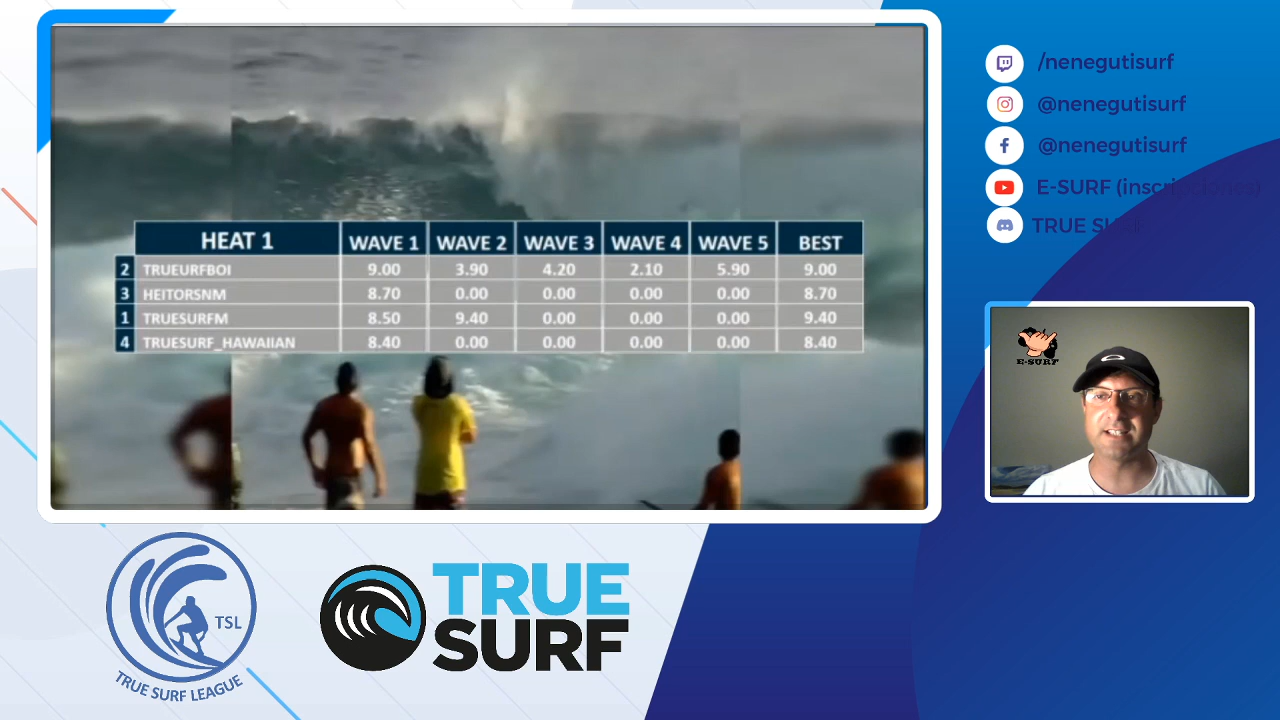 /nenegutisurf
@nenegutisurf
@nenegutisurf
E-SURF (inscripciones)
TRUE SURF
HEAT 1 WAVE 1 WAVE 2 WAVE 3 WAVE 4 WAVE 5 BEST
2 TRUEURFBOI 9.00 3.90 4.20 2.10 5.90 9.00
3 HEITORSNM 8.70 0.00 0.00 0.00 0.00 8.70
1 TRUESURFM 8.50 9.40 0.00 0.00 0.00 9.40
4 TRUESURF_HAWAIIAN 8.40 0.00 0.00 0.00 0.00 8.40
E-SURF
TSL
TRUE SURF LEAGUE
TRUE
SURF